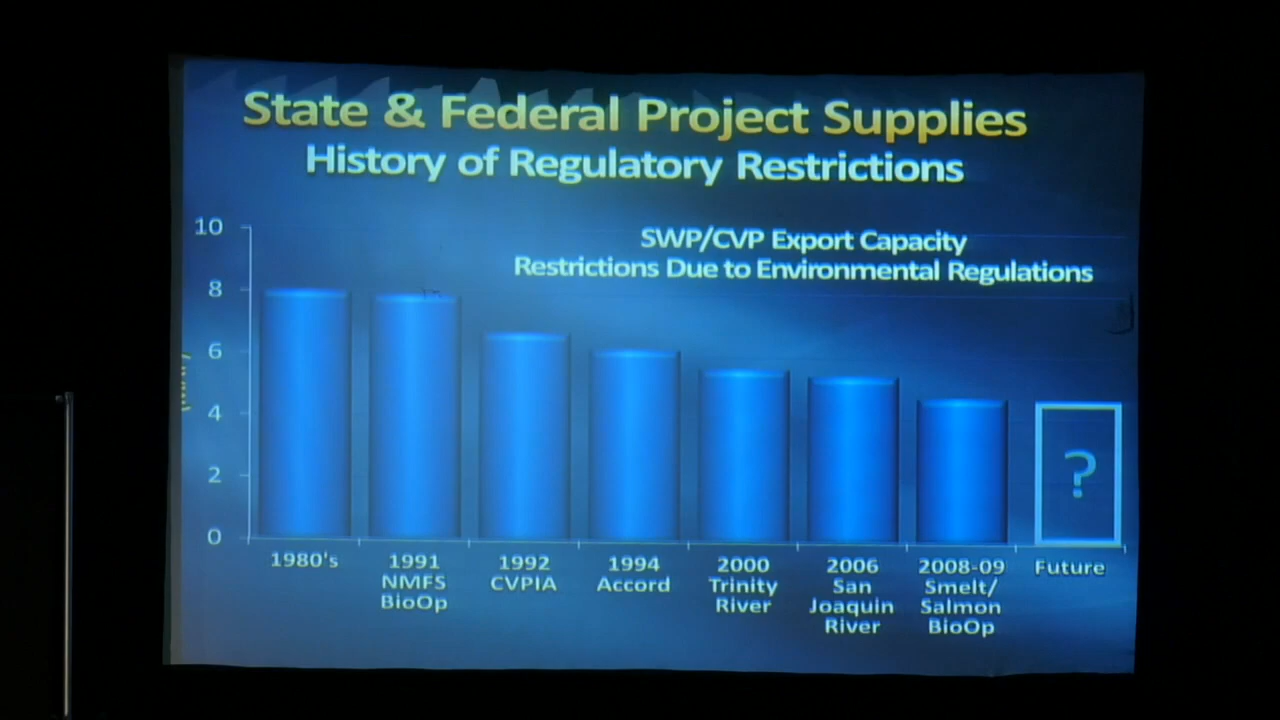 State & Federal Project Supplies
History of Regulatory Restrictions
SWP/CVP Export Capacity
Restrictions Due to Environmental Regulations
10
8
6
4
2
0
?
1980's
1991
NMFS
BioOp
1992
CVPIA
1994
Accord
2000
Trinity
River
2006
San
Joaquin
River
2008-09
Smelt/
Salmon
BioOp
Future